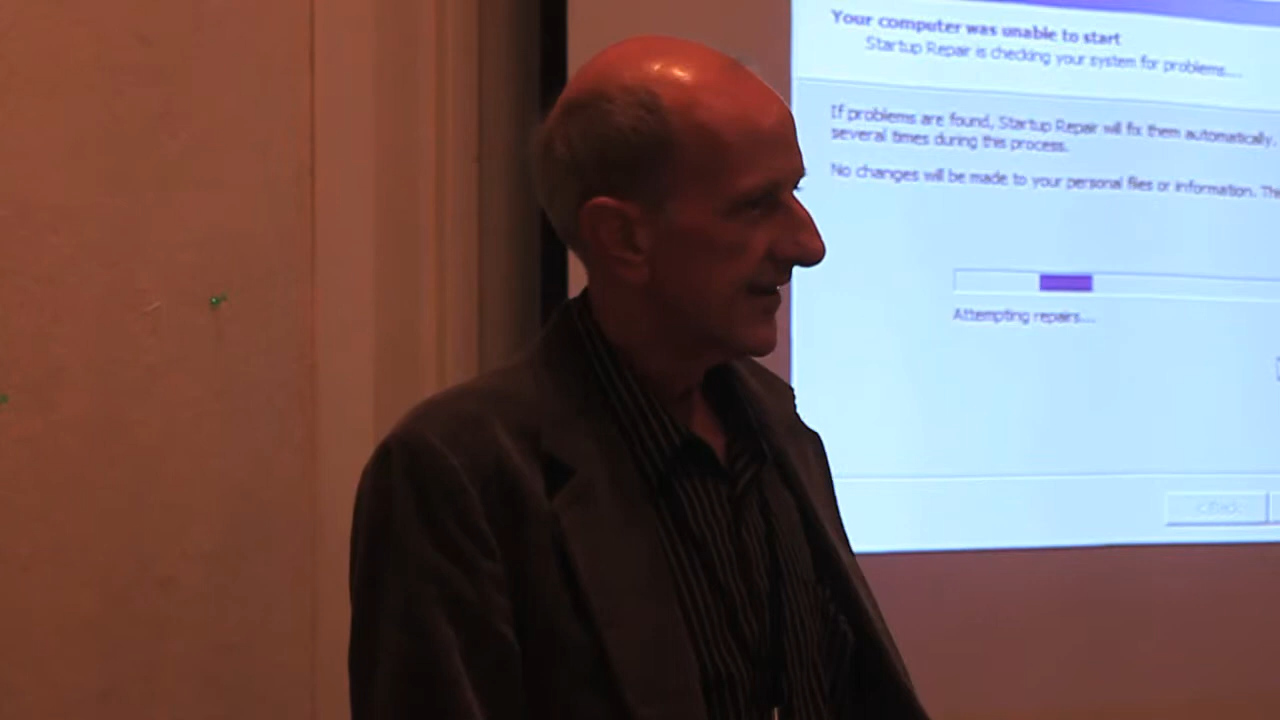 Your computer was unable to start
Startup Repair is checking your system for problems...
If problems are found, Startup Repair will fix them automatically.
several times during this process.
No changes will be made to your personal files or information. Thi
Attempting repairs...
< Back